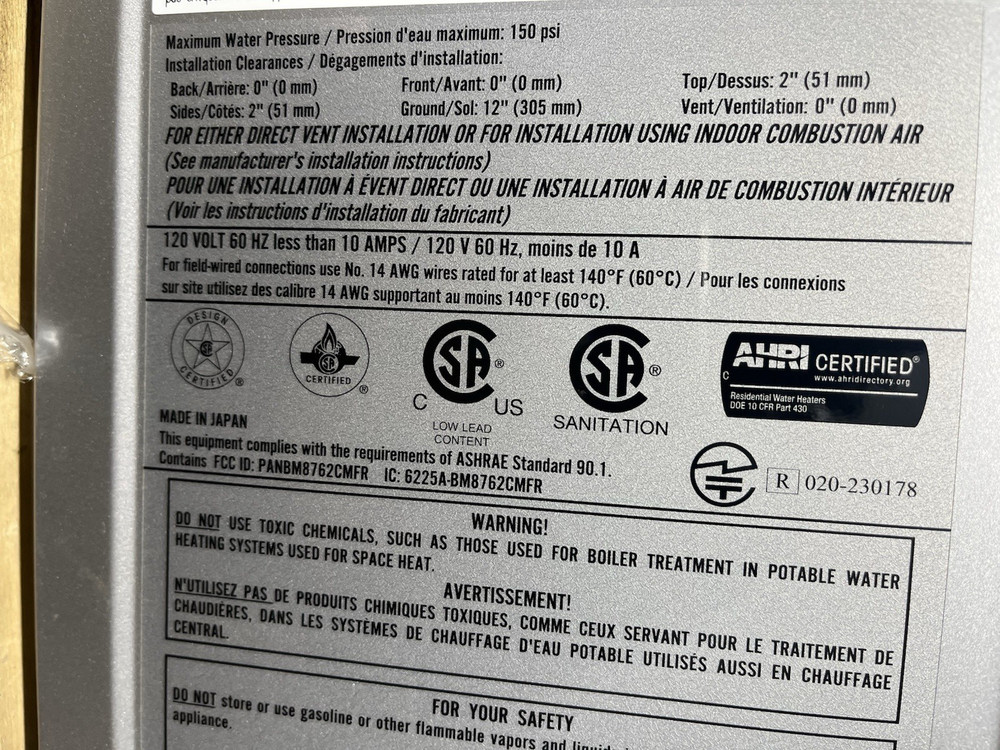 Maximum Water Pressure / Pression d'eau maximum: 150 psi
Installation Clearances / Dégagements d'installation:
Back/Arrière: 0" (0 mm) Front/Avant: 0" (0 mm) Top/Dessus: 2" (51 mm)
Sides/Côtés: 2" (51 mm) Ground/Sol: 12" (305 mm) Vent/Ventilation: 0" (0 mm)
FOR EITHER DIRECT VENT INSTALLATION OR FOR INSTALLATION USING INDOOR COMBUSTION AIR
(See manufacturer's installation instructions)
POUR UNE INSTALLATION À ÉVENT DIRECT OU UNE INSTALLATION À AIR DE COMBUSTION INTÉRIEUR
(Voir les instructions d'installation du fabricant)
120 VOLT 60 HZ less than 10 AMPS / 120 V 60 Hz, moins de 10 A
For field-wired connections use No. 14 AWG wires rated for at least 140°F (60°C) / Pour les connexions
sur site utilisez des calibre 14 AWG supportant au moins 140°F (60°C).
DESIGN
CERTIFIED
®
SA
CERTIFIED
®
SA®
C US
LOW LEAD
CONTENT
SA®
SANITATION
C
AHRI CERTIFIED®
www.ahridirectory.org
Residential Water Heaters
DOE 10 CFR Part 430
MADE IN JAPAN
This equipment complies with the requirements of ASHRAE Standard 90.1.
Contains FCC ID: PANBM8762CMFR IC: 6225A-BM8762CMFR
R 020-230178
WARNING!
DO NOT USE TOXIC CHEMICALS, SUCH AS THOSE USED FOR BOILER TREATMENT IN POTABLE WATER
HEATING SYSTEMS USED FOR SPACE HEAT.
AVERTISSEMENT!
N'UTILISEZ PAS DE PRODUITS CHIMIQUES TOXIQUES, COMME CEUX SERVANT POUR LE TRAITEMENT DE
CHAUDIÉRES, DANS LES SYSTÈMES DE CHAUFFAGE D'EAU POTABLE UTILISÉS AUSSI EN CHAUFFAGE
CENTRAL.
FOR YOUR SAFETY
DO NOT store or use gasoline or other flammable vapors and
appliance.